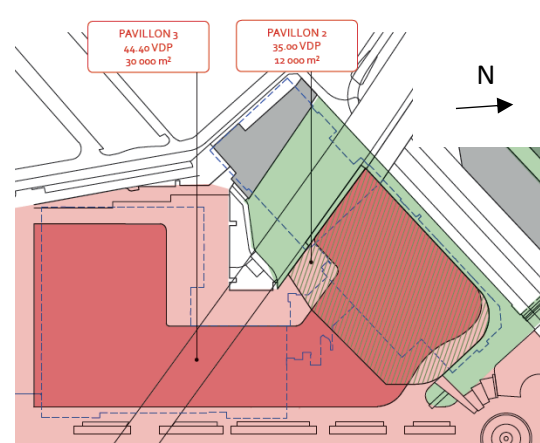 PAVILLON 3
44.40 VDP
30 000 m²
PAVILLON 2
35.00 VDP
12 000 m²
N